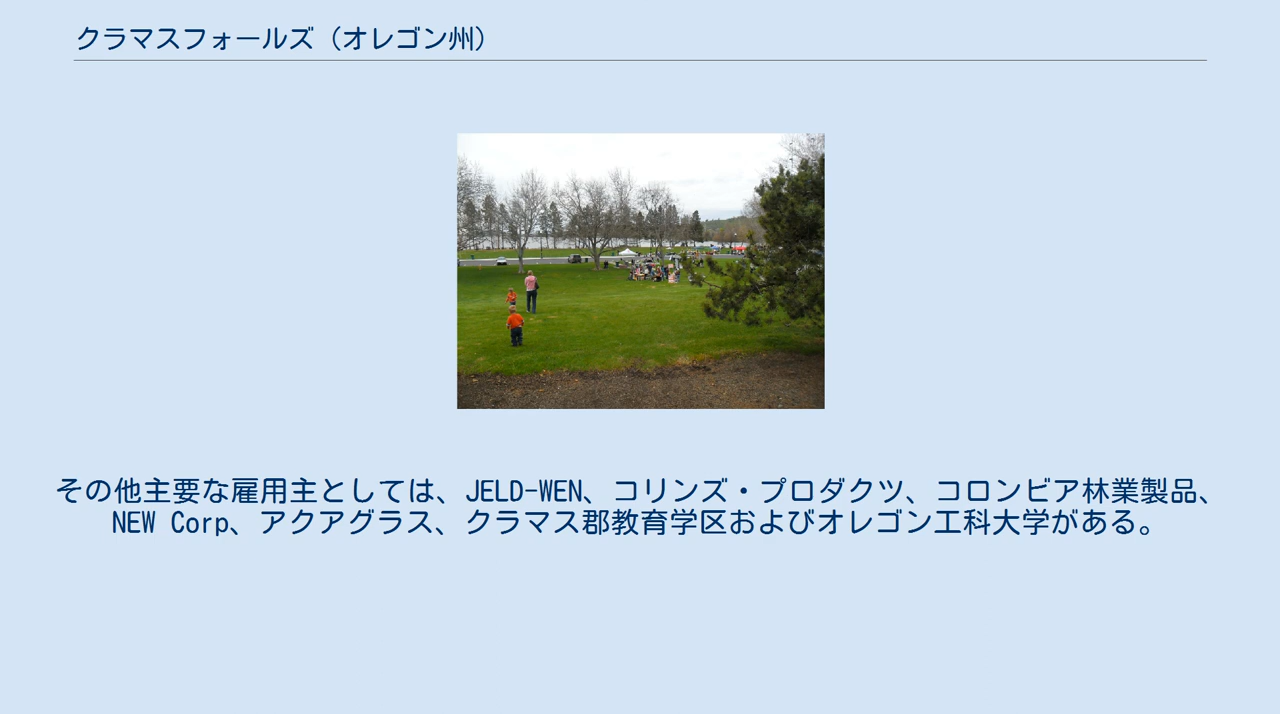 クラマスフォールズ（オレゴン州）
その他主要な雇用主としては、JELD-WEN、コリンズ・プロダクツ、コロンビア林業製品、
NEW Corp、アクアグラス、クラマス郡教育学区およびオレゴン工科大学がある。